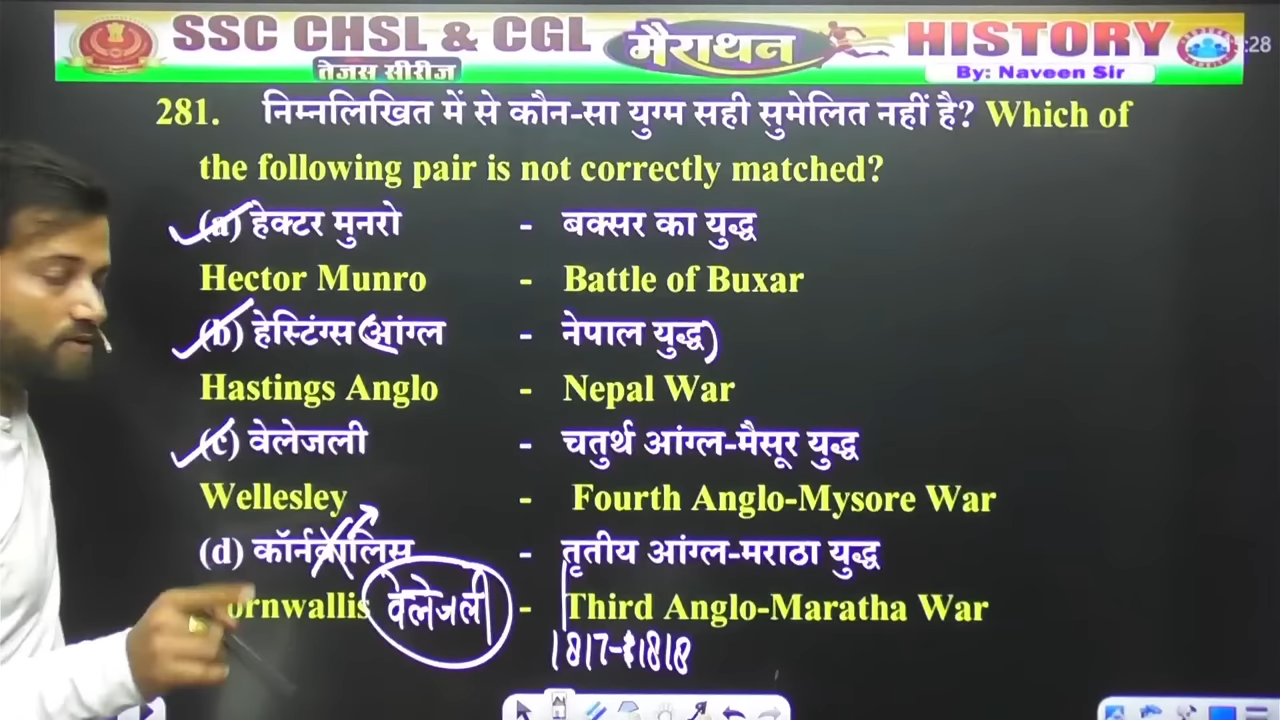 SSC CHSL & CGL मैराथन HISTORY :28
तेजस सीरीज
By: Naveen Sir
281. निम्नलिखित में से कौन-सा युग्म सही सुमेलित नहीं है? Which of
the following pair is not correctly matched?
(a) हेक्टर मुनरो - बक्सर का युद्ध
Hector Munro - Battle of Buxar
(b) हेस्टिंग्स (आंग्ल - नेपाल युद्ध)
Hastings Anglo - Nepal War
(c) वेलेजली - चतुर्थ आंग्ल-मैसूर युद्ध
Wellesley - Fourth Anglo-Mysore War
(d) कॉर्नवालिस - तृतीय आंग्ल-मराठा युद्ध
ornwallis वेलेजली - Third Anglo-Maratha War
1817-1818